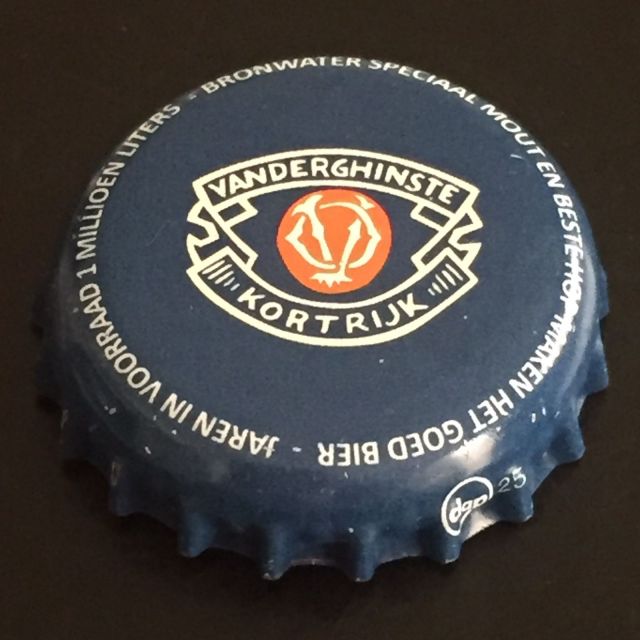 VANDERGHINSTE
KORTRIJK
JAREN IN VOORRAAD 1 MILLIOEN LITERS - BRONWATER SPECIAAL MOUT EN BESTE HOP MAKEN HET GOED BIER -
dgp 25